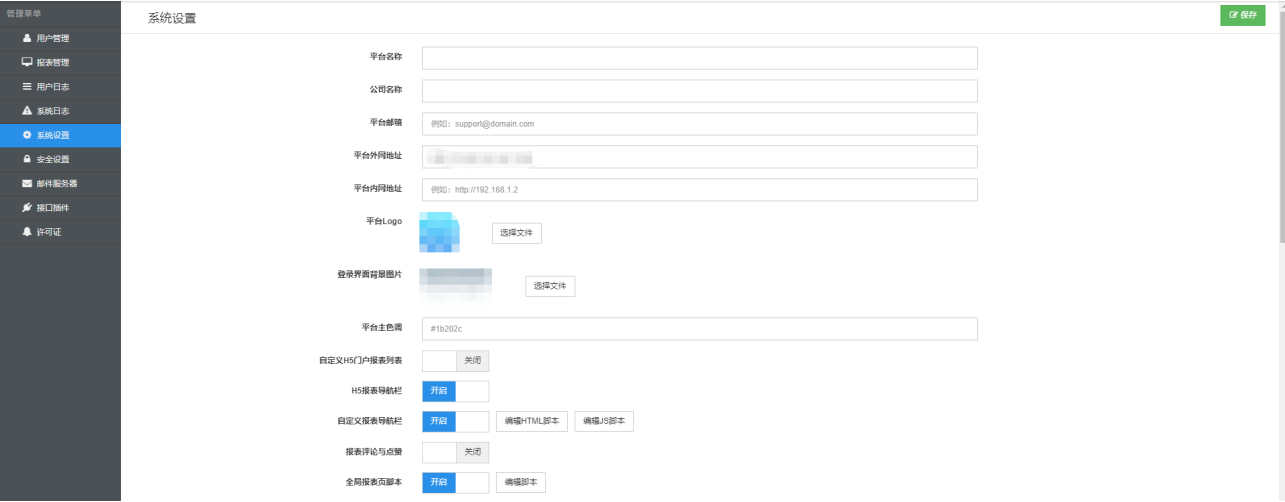 管理菜单
用户管理
报表管理
用户日志
系统日志
系统设置
安全设置
邮件服务器
接口插件
许可证
系统设置
保存
平台名称
公司名称
平台邮箱 例如：support@domain.com
平台外网地址
平台内网地址 例如：http://192.168.1.2
平台Logo 选择文件
登录界面背景图片 选择文件
平台主色调 #1b202c
自定义H5门户报表列表 关闭
H5报表导航栏 开启
自定义报表导航栏 开启 编辑HTML脚本 编辑JS脚本
报表评论与点赞 关闭
全局报表页脚本 开启 编辑脚本